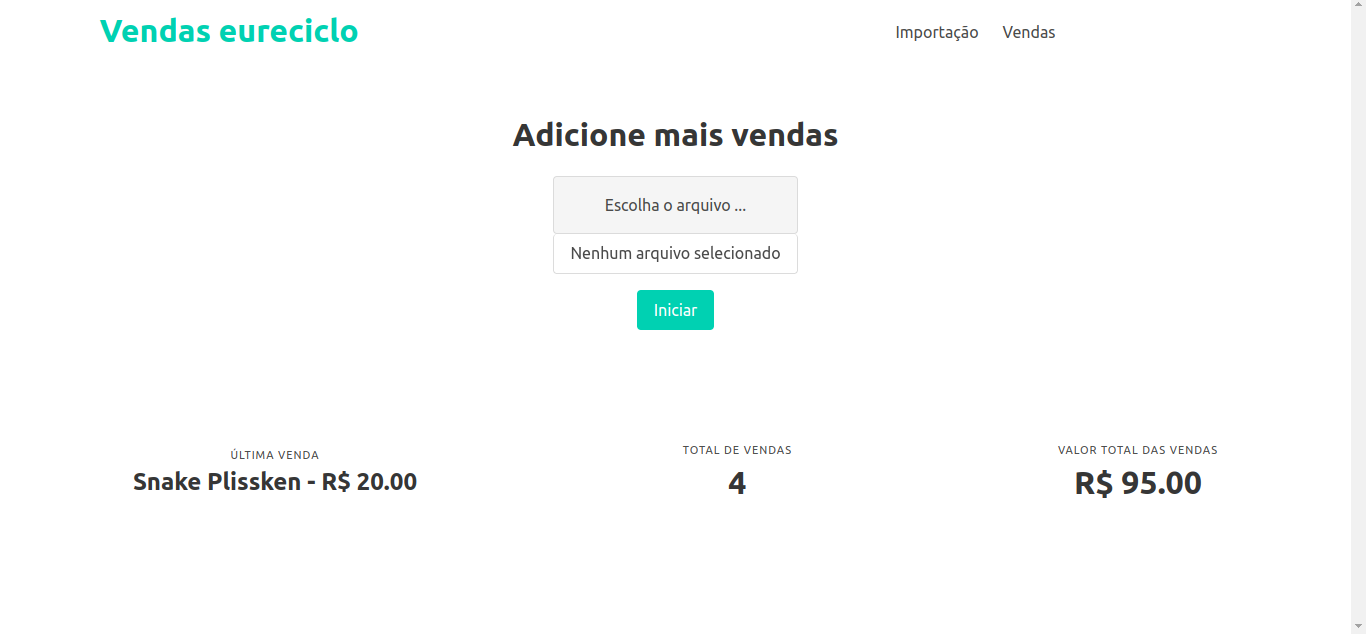 Vendas eureciclo
Importação Vendas
Adicione mais vendas
Escolha o arquivo ...
Nenhum arquivo selecionado
Iniciar
ÚLTIMA VENDA
Snake Plissken - R$ 20.00
TOTAL DE VENDAS
4
VALOR TOTAL DAS VENDAS
R$ 95.00